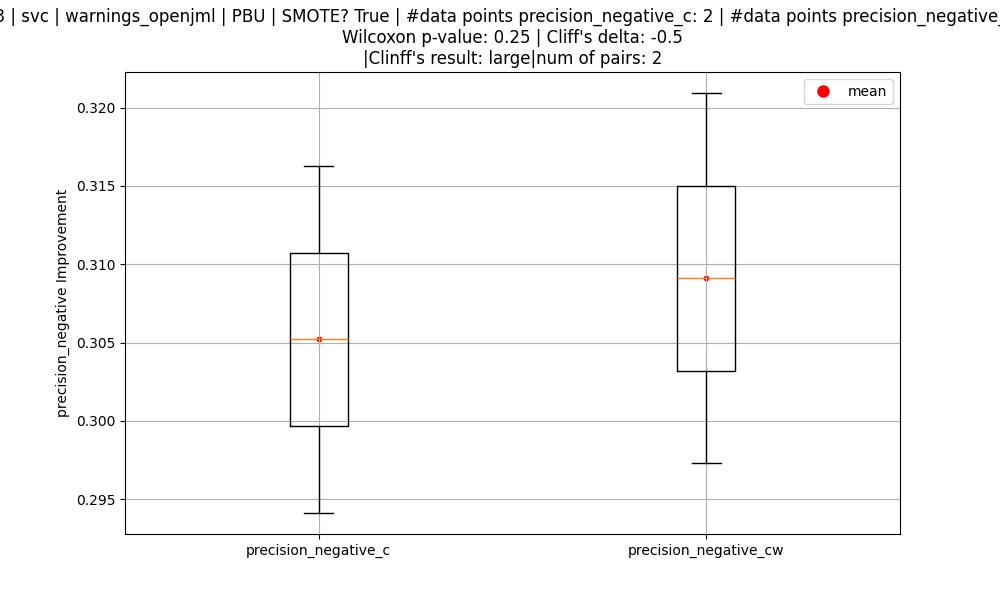 3 | svc | warnings_openjml | PBU | SMOTE? True | #data points precision_negative_c: 2 | #data points precision_negative_
Wilcoxon p-value: 0.25 | Cliff's delta: -0.5
|Clinff's result: large|num of pairs: 2
mean
0.320
0.315
0.310
0.305
0.300
0.295
precision_negative Improvement
precision_negative_c
precision_negative_cw